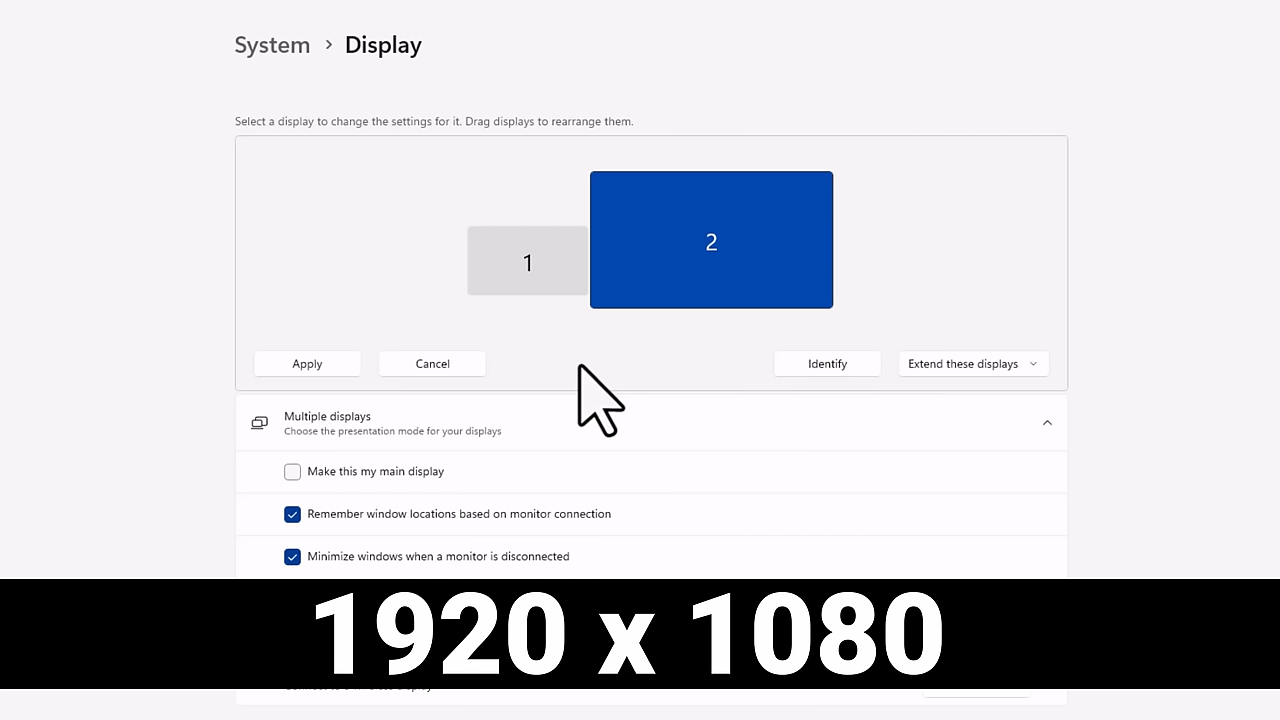 System > Display
Select a display to change the settings for it. Drag displays to rearrange them.
1
2
Apply
Cancel
Identify
Extend these displays
Multiple displays
Choose the presentation mode for your displays
Make this my main display
Remember window locations based on monitor connection
Minimize windows when a monitor is disconnected
1920 x 1080